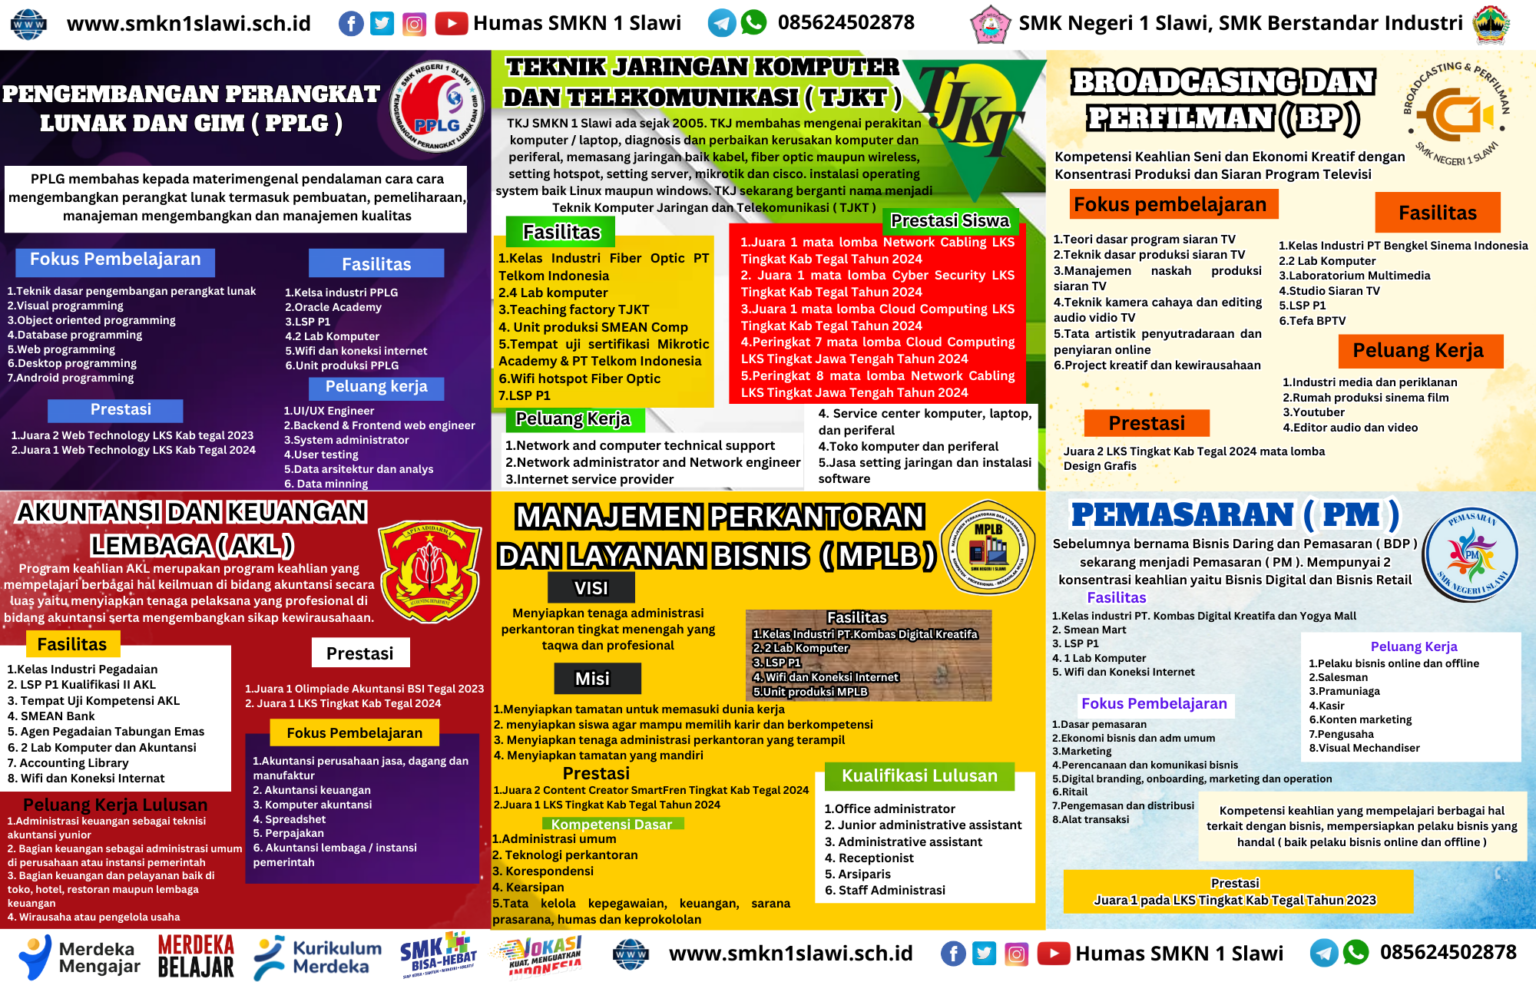 www.smkn1slawi.sch.id
Humas SMKN 1 Slawi
085624502878
SMK Negeri 1 Slawi, SMK Berstandar Industri
PENGEMBANGAN PERANGKAT
LUNAK DAN GIM ( PPLG )
SMK NEGERI 1 SLAWI
PPLG
PENGEMBANGAN PERANGKAT LUNAK DAN GIM
PPLG membahas kepada materimengenal pendalaman cara cara
mengembangkan perangkat lunak termasuk pembuatan, pemeliharaan,
manajeman mengembangkan dan manajemen kualitas
Fokus Pembelajaran
1.Teknik dasar pengembangan perangkat lunak
2.Visual programming
3.Object oriented programming
4.Database programming
5.Web programming
6.Desktop programming
7.Android programming
Prestasi
1.Juara 2 Web Technology LKS Kab tegal 2023
2.Juara 1 Web Technology LKS Kab Tegal 2024
Fasilitas
1.Kelsa industri PPLG
2.Oracle Academy
3.LSP P1
4.2 Lab Komputer
5.Wifi dan koneksi internet
6.Unit produksi PPLG
Peluang kerja
1.UI/UX Engineer
2.Backend & Frontend web engineer
3.System administrator
4.User testing
5.Data arsitektur dan analys
6. Data minning
TEKNIK JARINGAN KOMPUTER
DAN TELEKOMUNIKASI ( TJKT )
TJKT
TKJ SMKN 1 Slawi ada sejak 2005. TKJ membahas mengenai perakitan
komputer / laptop, diagnosis dan perbaikan kerusakan komputer dan
periferal, memasang jaringan baik kabel, fiber optic maupun wireless,
setting hotspot, setting server, mikrotik dan cisco. instalasi operating
system baik Linux maupun windows. TKJ sekarang berganti nama menjadi
Teknik Komputer Jaringan dan Telekomunikasi ( TJKT )
Fasilitas
1.Kelas Industri Fiber Optic PT
Telkom Indonesia
2.4 Lab komputer
3.Teaching factory TJKT
4. Unit produksi SMEAN Comp
5.Tempat uji sertifikasi Mikrotic
Academy & PT Telkom Indonesia
6.Wifi hotspot Fiber Optic
7.LSP P1
Prestasi Siswa
1.Juara 1 mata lomba Network Cabling LKS
Tingkat Kab Tegal Tahun 2024
2. Juara 1 mata lomba Cyber Security LKS
Tingkat Kab Tegal Tahun 2024
3.Juara 1 mata lomba Cloud Computing LKS
Tingkat Kab Tegal Tahun 2024
4.Peringkat 7 mata lomba Cloud Computing
LKS Tingkat Jawa Tengah Tahun 2024
5.Peringkat 8 mata lomba Network Cabling
LKS Tingkat Jawa Tengah Tahun 2024
Peluang Kerja
1.Network and computer technical support
2.Network administrator and Network engineer
3.Internet service provider
4. Service center komputer, laptop,
dan periferal
4.Toko komputer dan periferal
5.Jasa setting jaringan dan instalasi
software
BROADCASING DAN
PERFILMAN ( BP )
BROADCASTING & PERFILMAN
SMK NEGERI 1 SLAWI
Kompetensi Keahlian Seni dan Ekonomi Kreatif dengan
Konsentrasi Produksi dan Siaran Program Televisi
Fokus pembelajaran
1.Teori dasar program siaran TV
2.Teknik dasar produksi siaran TV
3.Manajemen naskah produksi
siaran TV
4.Teknik kamera cahaya dan editing
audio vidio TV
5.Tata artistik penyutradaraan dan
penyiaran online
6.Project kreatif dan kewirausahaan
Prestasi
Juara 2 LKS Tingkat Kab Tegal 2024 mata lomba
Design Grafis
Fasilitas
1.Kelas Industri PT Bengkel Sinema Indonesia
2.2 Lab Komputer
3.Laboratorium Multimedia
4.Studio Siaran TV
5.LSP P1
6.Tefa BPTV
Peluang Kerja
1.Industri media dan periklanan
2.Rumah produksi sinema film
3.Youtuber
4.Editor audio dan video
AKUNTANSI DAN KEUANGAN
LEMBAGA ( AKL )
Program keahlian AKL merupakan program keahlian yang
mempelajari berbagai hal keilmuan di bidang akuntansi secara
luas yaitu menyiapkan tenaga pelaksana yang profesional di
bidang akuntansi serta mengembangkan sikap kewirausahaan.
Fasilitas
1.Kelas Industri Pegadaian
2. LSP P1 Kualifikasi II AKL
3. Tempat Uji Kompetensi AKL
4. SMEAN Bank
5. Agen Pegadaian Tabungan Emas
6. 2 Lab Komputer dan Akuntansi
7. Accounting Library
8. Wifi dan Koneksi Internat
Peluang Kerja Lulusan
1.Administrasi keuangan sebagai teknisi
akuntansi yunior
2. Bagian keuangan sebagai administrasi umum
di perusahaan atau instansi pemerintah
3. Bagian keuangan dan pelayanan baik di
toko, hotel, restoran maupun lembaga
keuangan
4. Wirausaha atau pengelola usaha
Prestasi
1.Juara 1 Olimpiade Akuntansi BSI Tegal 2023
2. Juara 1 LKS Tingkat Kab Tegal 2024
Fokus Pembelajaran
1.Akuntansi perusahaan jasa, dagang dan
manufaktur
2. Akuntansi keuangan
3. Komputer akuntansi
4. Spreadshet
5. Perpajakan
6. Akuntansi lembaga / instansi
pemerintah
MANAJEMEN PERKANTORAN
DAN LAYANAN BISNIS ( MPLB )
MPLB
SMK NEGERI 1 SLAWI
VISI
Menyiapkan tenaga administrasi
perkantoran tingkat menengah yang
taqwa dan profesional
Misi
1.Menyiapkan tamatan untuk memasuki dunia kerja
2. menyiapkan siswa agar mampu memilih karir dan berkompetensi
3. Menyiapkan tenaga administrasi perkantoran yang terampil
4. Menyiapkan tamatan yang mandiri
Fasilitas
1.Kelas Industri PT.Kombas Digital Kreatifa
2. 2 Lab Komputer
3. LSP P1
4. Wifi dan Koneksi Internet
5.Unit produksi MPLB
Prestasi
1.Juara 2 Content Creator SmartFren Tingkat Kab Tegal 2024
2.Juara 1 LKS Tingkat Kab Tegal Tahun 2024
Kompetensi Dasar
1.Administrasi umum
2. Teknologi perkantoran
3. Korespondensi
4. Kearsipan
5.Tata kelola kepegawaian, keuangan, sarana
prasarana, humas dan keprokololan
Kualifikasi Lulusan
1.Office administrator
2. Junior administrative assistant
3. Administrative assistant
4. Receptionist
5. Arsiparis
6. Staff Administrasi
PEMASARAN ( PM )
PEMASARAN
PM
SMK NEGERI 1 SLAWI
Sebelumnya bernama Bisnis Daring dan Pemasaran ( BDP )
sekarang menjadi Pemasaran ( PM ). Mempunyai 2
konsentrasi keahlian yaitu Bisnis Digital dan Bisnis Retail
Fasilitas
1.Kelas industri PT. Kombas Digital Kreatifa dan Yogya Mall
2. Smean Mart
3. LSP P1
4. 1 Lab Komputer
5. Wifi dan Koneksi Internet
Fokus Pembelajaran
1.Dasar pemasaran
2.Ekonomi bisnis dan adm umum
3.Marketing
4.Perencanaan dan komunikasi bisnis
5.Digital branding, onboarding, marketing dan operation
6.Ritail
7.Pengemasan dan distribusi
8.Alat transaksi
Peluang Kerja
1.Pelaku bisnis online dan offline
2.Salesman
3.Pramuniaga
4.Kasir
6.Konten marketing
7.Pengusaha
8.Visual Mechandiser
Kompetensi keahlian yang mempelajari berbagai hal
terkait dengan bisnis, mempersiapkan pelaku bisnis yang
handal ( baik pelaku bisnis online dan offline )
Prestasi
Juara 1 pada LKS Tingkat Kab Tegal Tahun 2023
Merdeka
Mengajar
MERDEKA
BELAJAR
Kurikulum
Merdeka
SMK
BISA-HEBAT
VOKASI
KUAT, MENGUATKAN
INDONESIA
www.smkn1slawi.sch.id
Humas SMKN 1 Slawi
085624502878